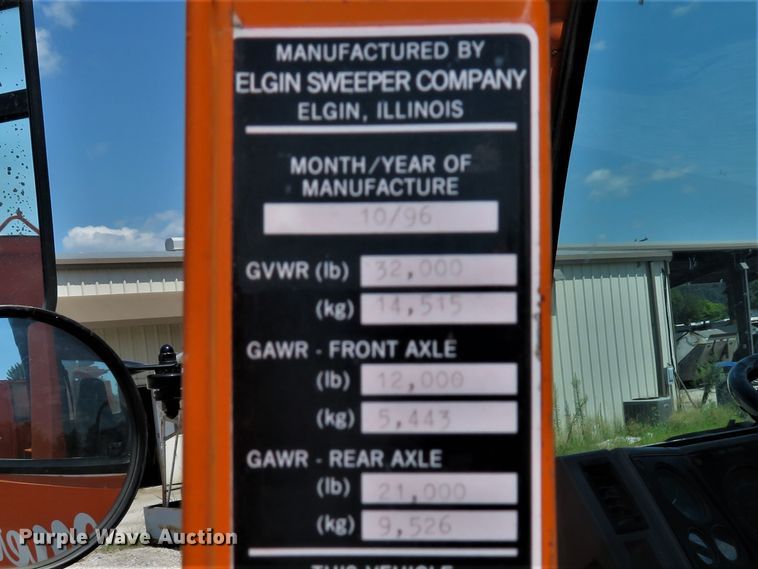 MANUFACTURED BY
ELGIN SWEEPER COMPANY
ELGIN, ILLINOIS
MONTH/YEAR OF
MANUFACTURE
10/96
GVWR (lb) 32,000
(kg) 14,515
GAWR - FRONT AXLE
(lb) 12,000
(kg) 5,443
GAWR - REAR AXLE
(lb) 21,000
(kg) 9,526
THIS VEHICLE
Purple Wave Auction